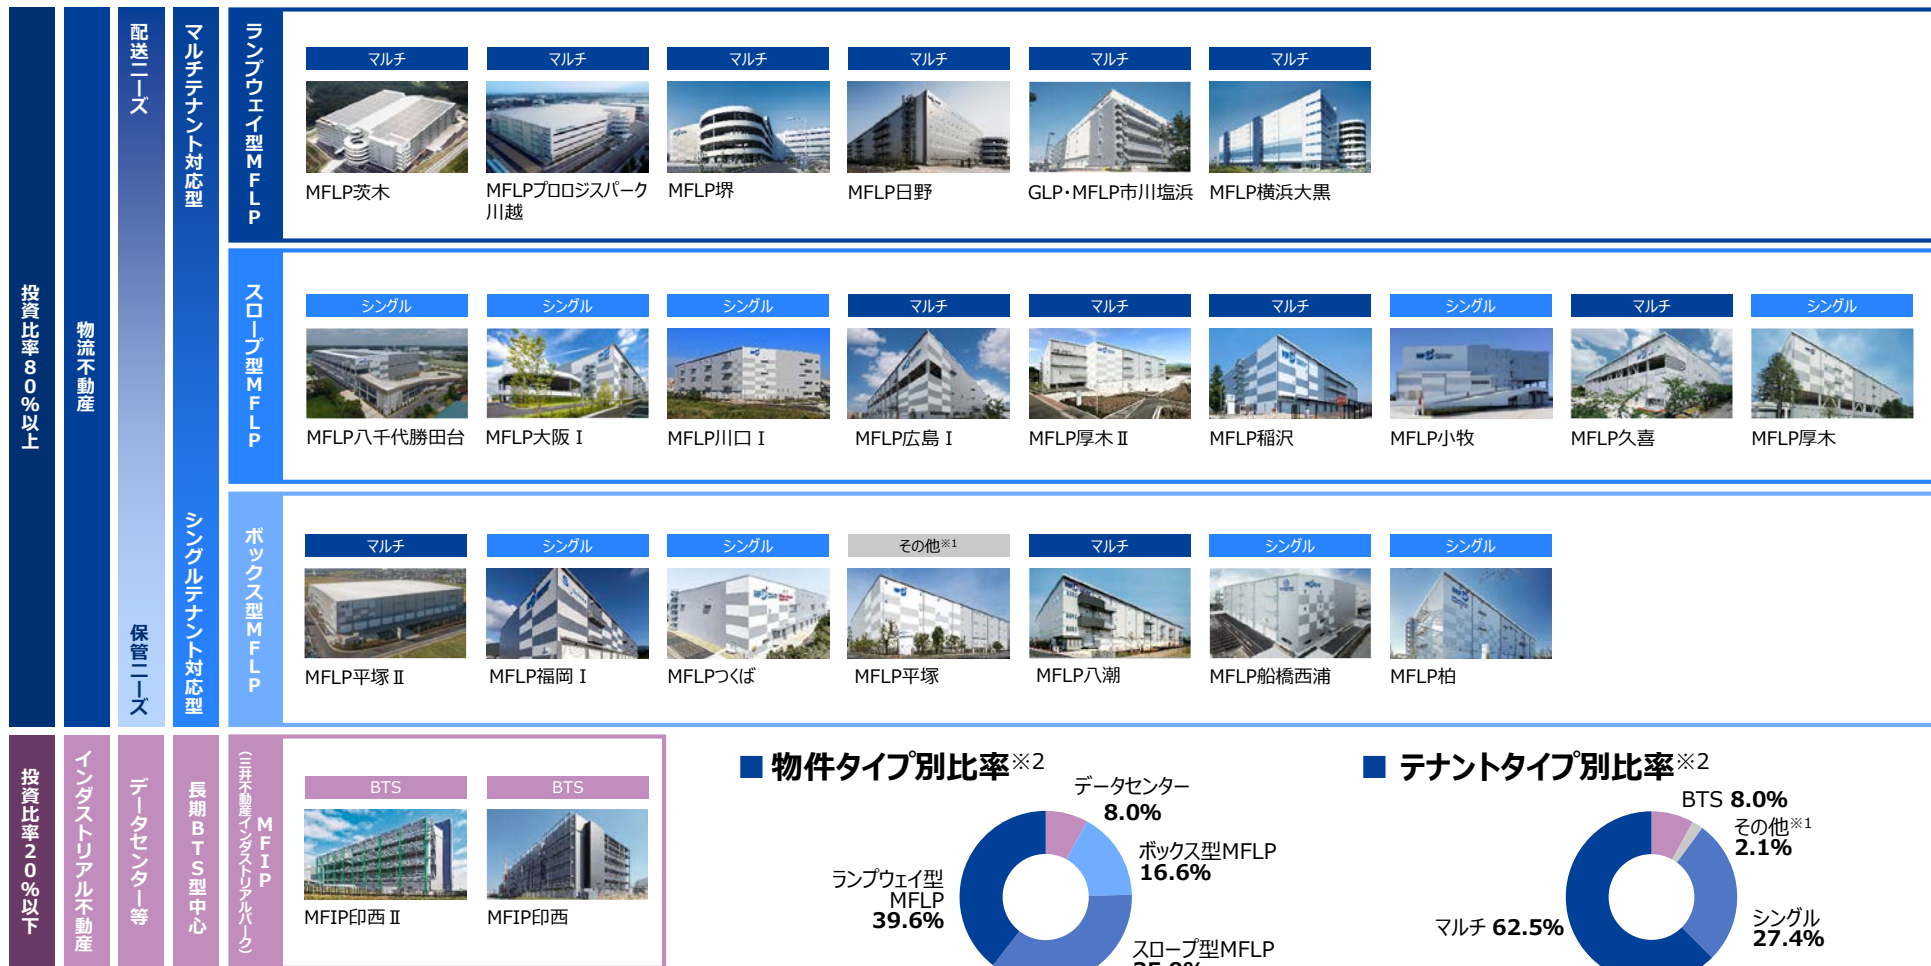 投資比率80%以上
物流不動産
配送ニーズ
保管ニーズ
マルチテナント対応型
シングルテナント対応型
ランプウェイ型MFLP
マルチ
マルチ
マルチ
マルチ
マルチ
マルチ
MFLP茨木
MFLPプロロジスパーク
川越
MFLP堺
MFLP日野
GLP・MFLP市川塩浜
MFLP横浜大黒
スロープ型MFLP
シングル
シングル
シングル
マルチ
マルチ
マルチ
シングル
マルチ
シングル
MFLP八千代勝田台
MFLP大阪Ⅰ
MFLP川口Ⅰ
MFLP広島Ⅰ
MFLP厚木Ⅱ
MFLP稲沢
MFLP小牧
MFLP久喜
MFLP厚木
ボックス型MFLP
マルチ
シングル
シングル
その他※1
マルチ
シングル
シングル
MFLP平塚Ⅱ
MFLP福岡Ⅰ
MFLPつくば
MFLP平塚
MFLP八潮
MFLP船橋西浦
MFLP柏
投資比率20%以下
インダストリアル不動産
データセンター等
長期BTS型中心
MFIP
(三井不動産インダストリアルパーク)
BTS
BTS
MFIP印西Ⅱ
MFIP印西
■ 物件タイプ別比率※2
データセンター
8.0%
ボックス型MFLP
16.6%
ランプウェイ型
MFLP
39.6%
スロープ型MFLP
■ テナントタイプ別比率※2
BTS 8.0%
その他※1
2.1%
シングル
27.4%
マルチ 62.5%